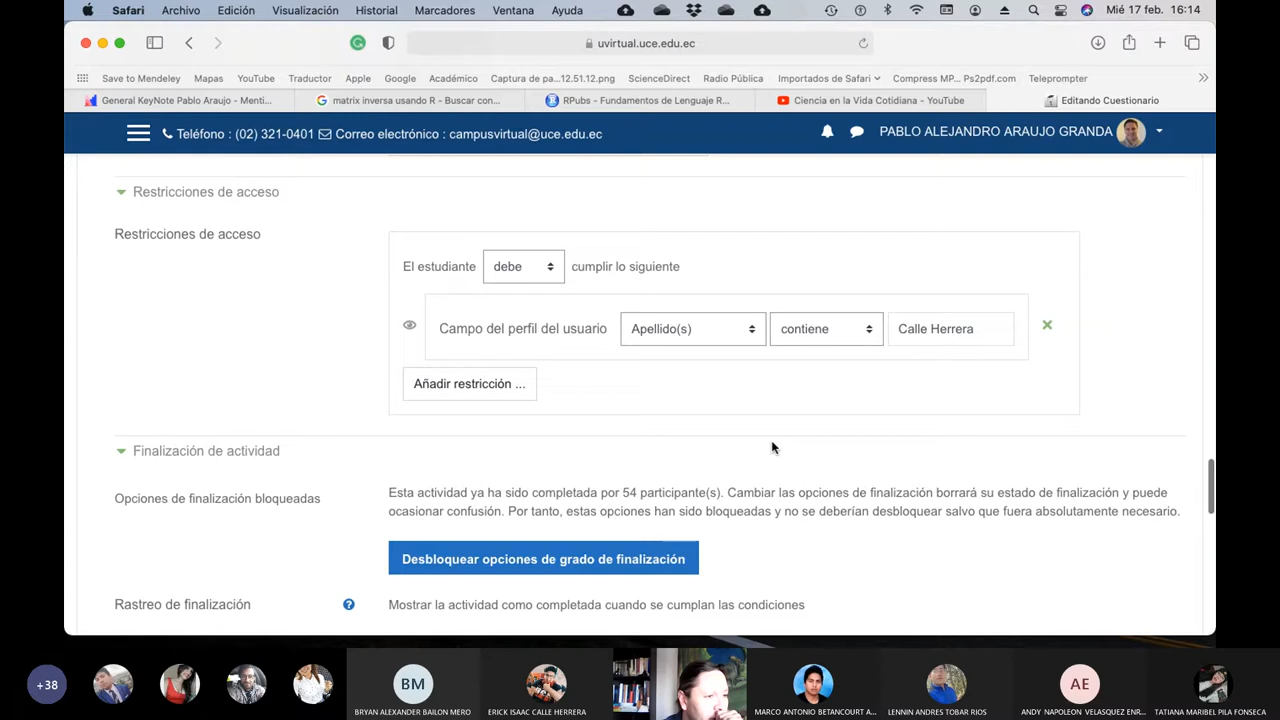 Safari Archivo Edición Visualización Historial Marcadores Ventana Ayuda Mié 17 feb. 16:14
uvirtual.uce.edu.ec
Save to Mendeley Mapas YouTube Traductor Apple Google Académico Captura de pa...12.51.12.png ScienceDirect Radio Pública Importados de Safari Compress MP... Ps2pdf.com Teleprompter
General KeyNote Pablo Araujo - Menti... matrix inversa usando R - Buscar con... RPubs - Fundamentos de Lenguaje R... Ciencia en la Vida Cotidiana - YouTube Editando Cuestionario
Teléfono : (02) 321-0401 Correo electrónico : campusvirtual@uce.edu.ec PABLO ALEJANDRO ARAUJO GRANDA
Restricciones de acceso
Restricciones de acceso
El estudiante debe cumplir lo siguiente
Campo del perfil del usuario Apellido(s) contiene Calle Herrera
Añadir restricción ...
Finalización de actividad
Opciones de finalización bloqueadas Esta actividad ya ha sido completada por 54 participante(s). Cambiar las opciones de finalización borrará su estado de finalización y puede
ocasionar confusión. Por tanto, estas opciones han sido bloqueadas y no se deberían desbloquear salvo que fuera absolutamente necesario.
Desbloquear opciones de grado de finalización
Rastreo de finalización ? Mostrar la actividad como completada cuando se cumplan las condiciones
+38 BM AE
BRYAN ALEXANDER BAILON MERO ERICK ISAAC CALLE HERRERA MARCO ANTONIO BETANCOURT A... LENNIN ANDRES TOBAR RIOS ANDY NAPOLEON VELASQUEZ ENR... TATIANA MARIBEL PILA FONSECA